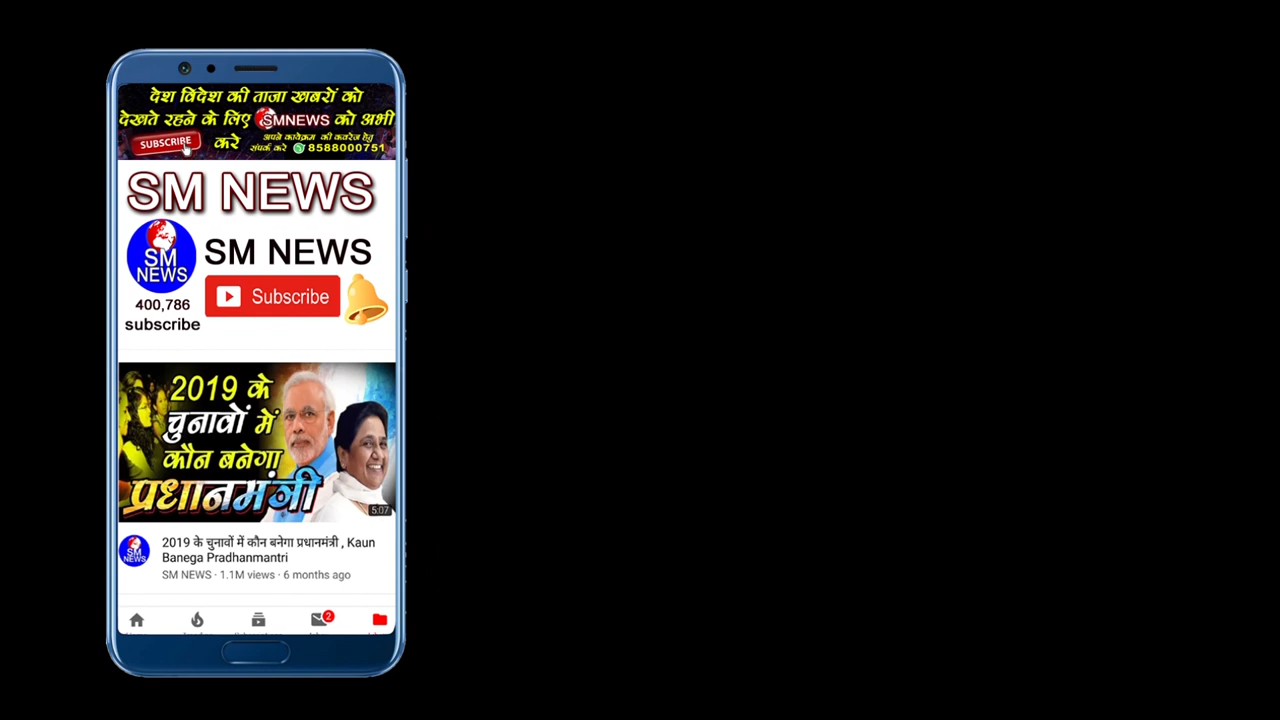 देश विदेश की ताजा खबरों को
देखते रहने के लिए SMNEWS को अभी
SUBSCRIBE करे अपने कार्यक्रम की कवरेज हेतु
संपर्क करे 8588000751
SM NEWS
SM
NEWS
SM NEWS
Subscribe
400,786
subscribe
2019 के
चुनावों में
कौन बनेगा
प्रधानमंत्री
5:07
SM
NEWS
2019 के चुनावों में कौन बनेगा प्रधानमंत्री , Kaun
Banega Pradhanmantri
SM NEWS · 1.1M views · 6 months ago
2